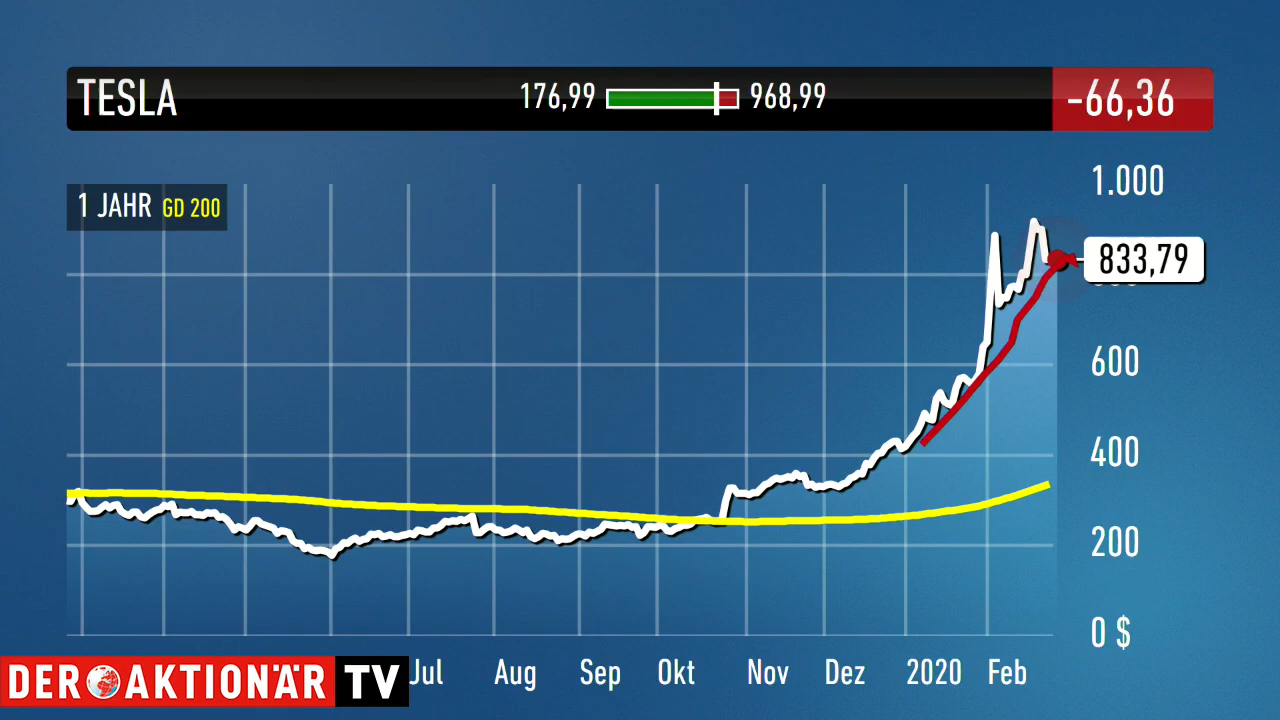 TESLA 176,99 968,99 -66,36
1 JAHR GD 200
1.000
833,79
600
400
200
0 $
Jul Aug Sep Okt Nov Dez 2020 Feb
DER AKTIONÄR TV